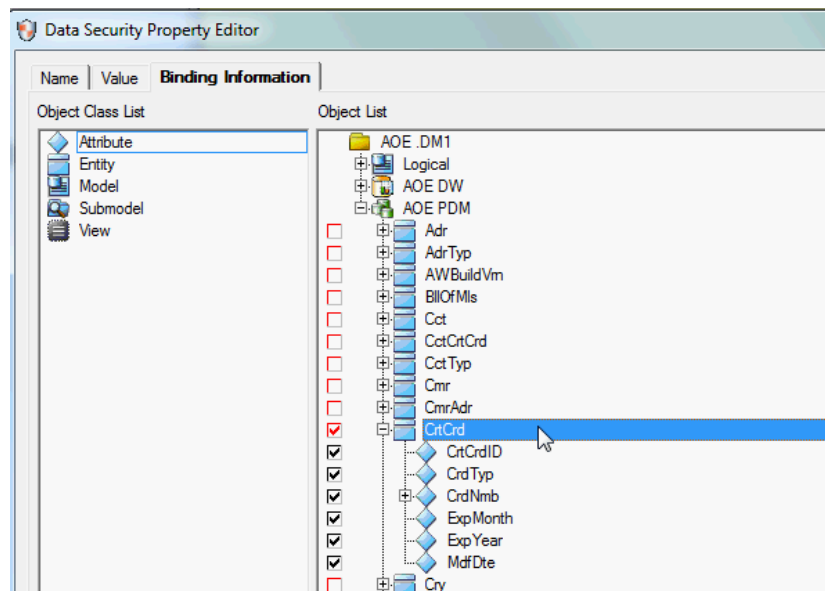 Data Security Property Editor
Name Value Binding Information
Object Class List
Attribute
Entity
Model
Submodel
View
Object List
AOE .DM1
Logical
AOE DW
AOE PDM
Adr
AdrTyp
AWBuildVrn
BllOfMls
Cct
CctCrtCrd
CctTyp
Cmr
CmrAdr
CrtCrd
CrtCrdID
CrdTyp
CrdNmb
ExpMonth
ExpYear
MdfDte
Cry